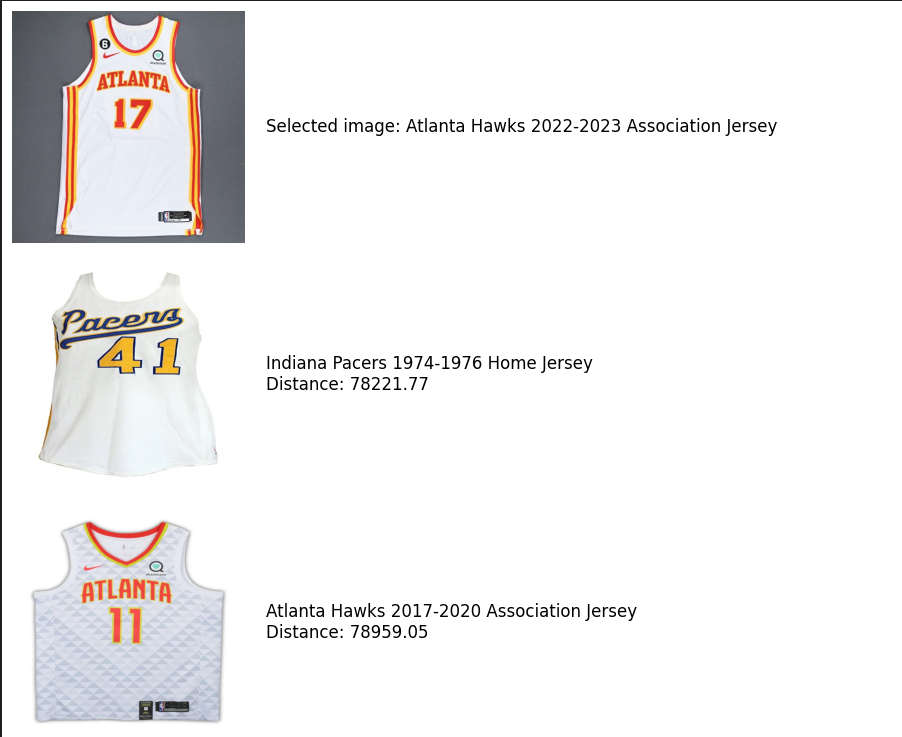 6
ATLANTA
17
Selected image: Atlanta Hawks 2022-2023 Association Jersey
Pacers
41
Indiana Pacers 1974-1976 Home Jersey
Distance: 78221.77
ATLANTA
11
Atlanta Hawks 2017-2020 Association Jersey
Distance: 78959.05